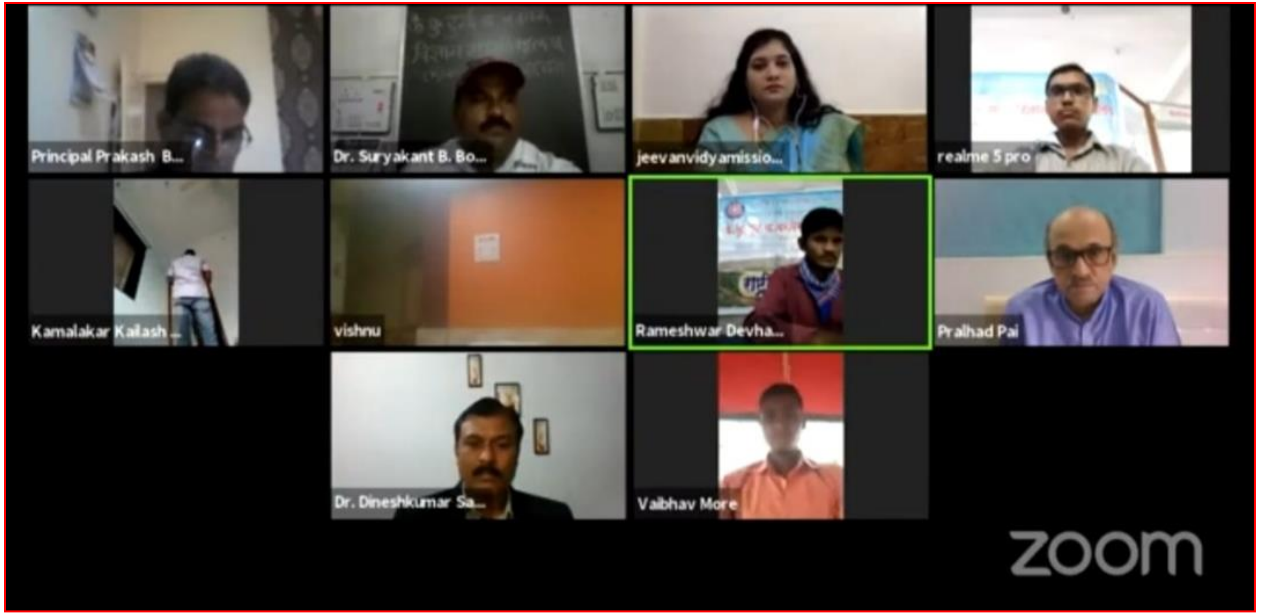 Principal Prakash B...
Dr. Suryakant B. Bo...
jeevanvidyamissio...
realme 5 pro
Kamalakar Kailash ...
vishnu
Rameshwar Devha...
Pralhad Pai
Dr. Dineshkumar Sa...
Vaibhav More
zoom